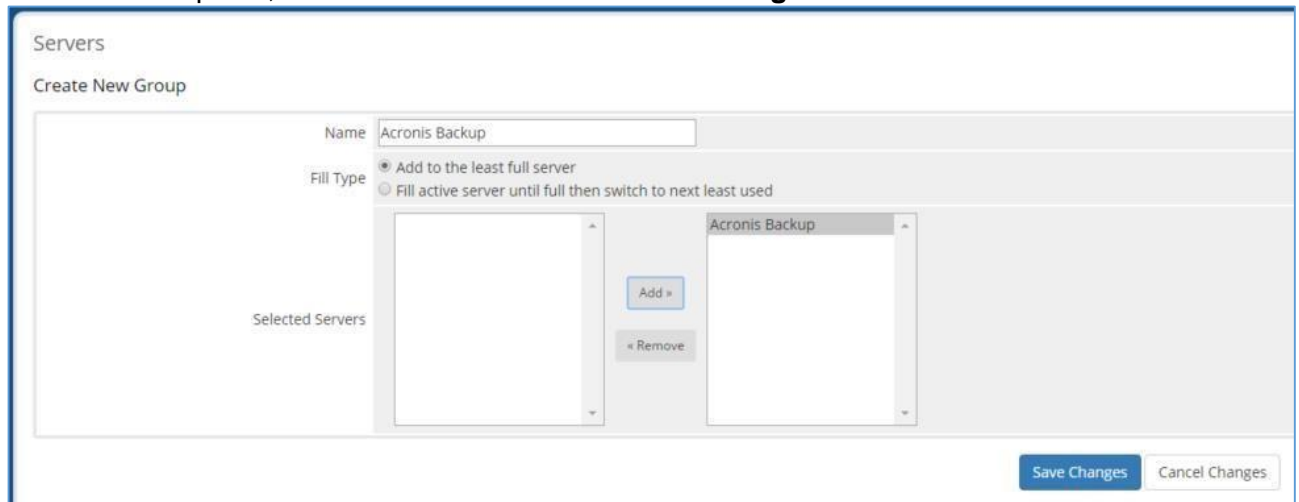 Servers
Create New Group
Name Acronis Backup
Fill Type
Add to the least full server
Fill active server until full then switch to next least used
Selected Servers
Acronis Backup
Add »
« Remove
Save Changes Cancel Changes